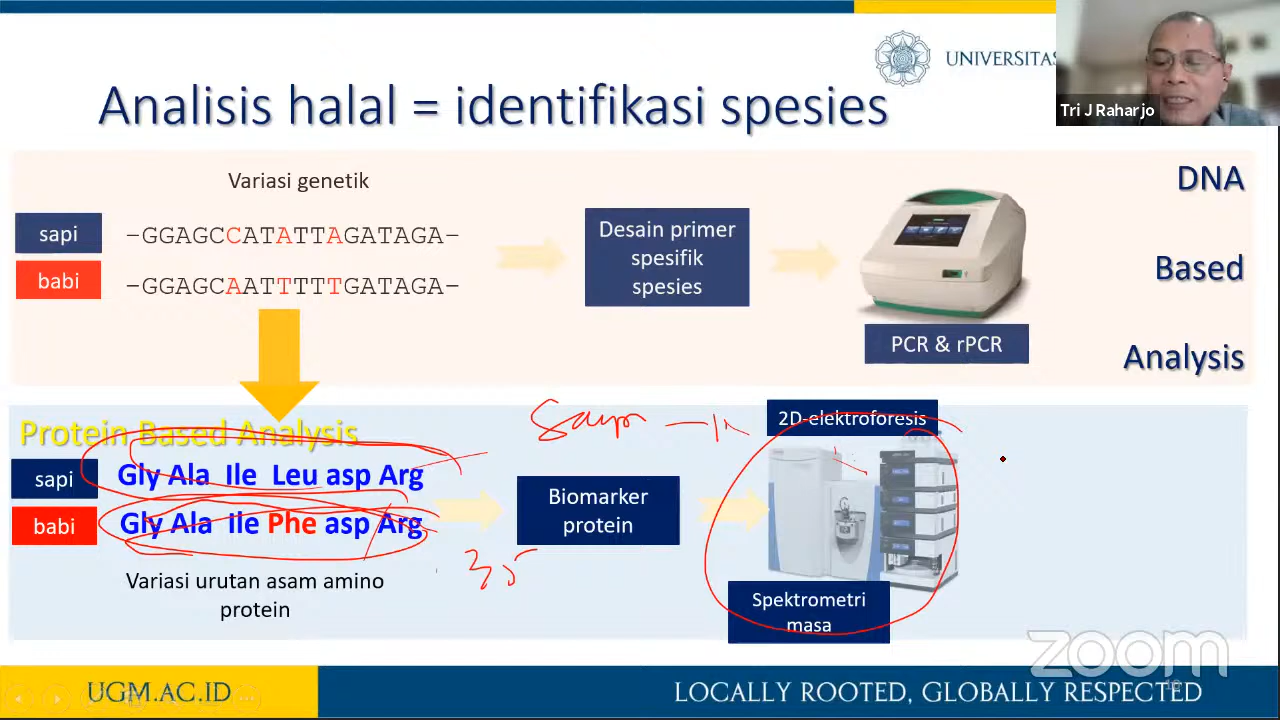 UNIVERSITAS
Tri J Raharjo
Analisis halal = identifikasi spesies
Variasi genetik
DNA
Based
Analysis
sapi
-GGAGCCATATTAGATAGA-
babi
-GGAGCAATTTTTGATAGA-
Desain primer
spesifik
spesies
PCR & rPCR
Protein Based Analysis
sapi
Gly Ala Ile Leu asp Arg
babi
Gly Ala Ile Phe asp Arg
Variasi urutan asam amino
protein
35
Biomarker
protein
2D-elektroforesis
Spektrometri
masa
zoom
UGM.AC.ID
LOCALLY ROOTED, GLOBALLY RESPECTED